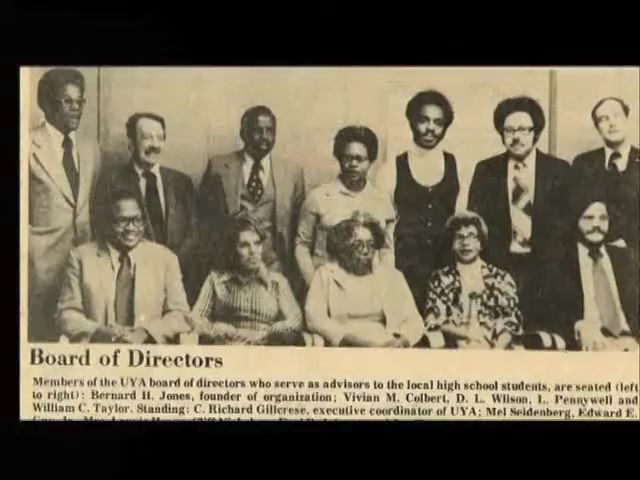 Board of Directors
Members of the UYA board of directors who serve as advisors to the local high school students, are seated (left
to right): Bernard H. Jones, founder of organization; Vivian M. Colbert, D. L. Wilson, L. Pennywell and
William C. Taylor. Standing: C. Richard Gillcrese, executive coordinator of UYA; Mel Seidenberg, Edward E.